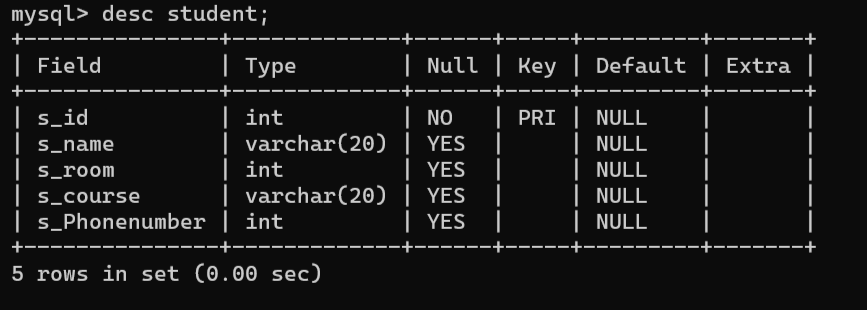 mysql> desc student;
+---------------+-------------+------+-----+---------+-------+
| Field         | Type        | Null | Key | Default | Extra |
+---------------+-------------+------+-----+---------+-------+
| s_id          | int         | NO   | PRI | NULL    |       |
| s_name        | varchar(20) | YES  |     | NULL    |       |
| s_room        | int         | YES  |     | NULL    |       |
| s_course      | varchar(20) | YES  |     | NULL    |       |
| s_Phonenumber | int         | YES  |     | NULL    |       |
+---------------+-------------+------+-----+---------+-------+
5 rows in set (0.00 sec)